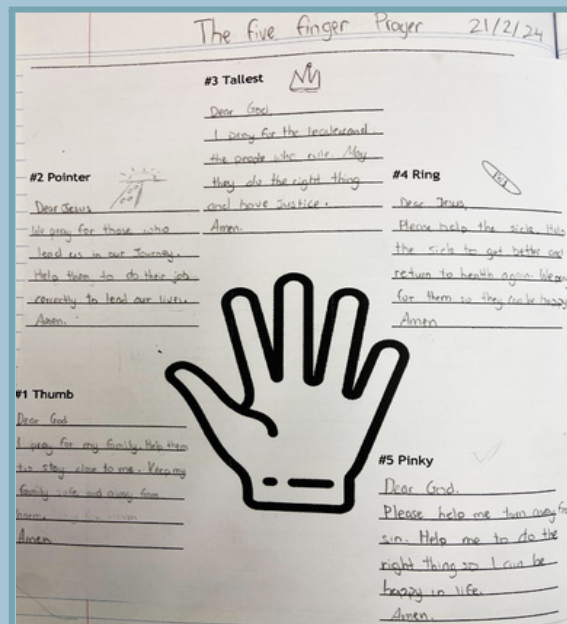 The five finger Prayer 21/2/24
#3 Tallest
Dear God,
I pray for the leaders and
the people who rule. May
they do the right thing
and have Justice.
Amen.
#2 Pointer
Dear Jesus
We pray for those who
lead us in our Journey.
Help them to do their job
correctly to lead our lives.
Amen.
#4 Ring
Dear Jesus,
Please help the sick. Help
the sick to get better and
return to health again. We pray
for them so they can be happy
Amen
#1 Thumb
Dear God
I pray for my family. Help them
to stay close to me. Keep my
family safe and away from
harm.
Amen
#5 Pinky
Dear God.
Please help me turn away from
sin. Help me to do the
right thing so I can be
happy in life.
Amen.